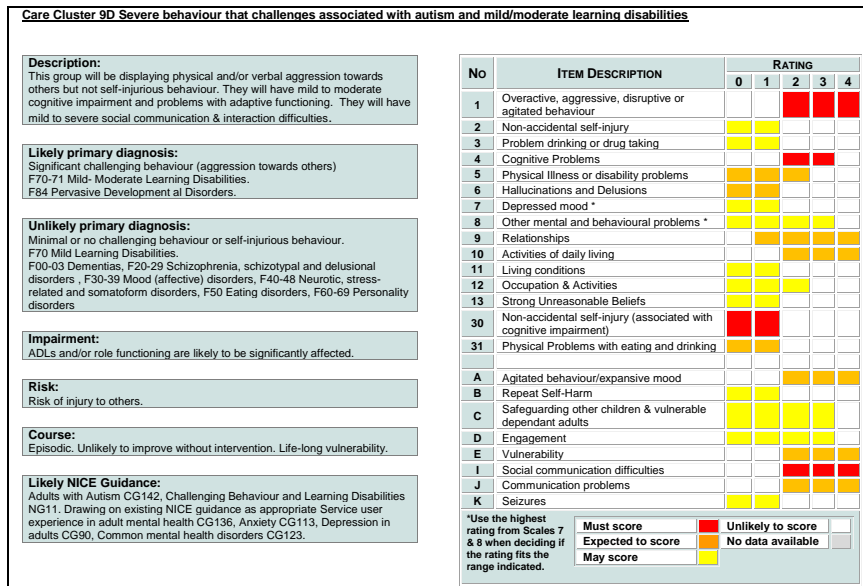 Care Cluster 9D Severe behaviour that challenges associated with autism and mild/moderate learning disabilities
Description:
This group will be displaying physical and/or verbal aggression towards
others but not self-injurious behaviour. They will have mild to moderate
cognitive impairment and problems with adaptive functioning. They will have
mild to severe social communication & interaction difficulties.
Likely primary diagnosis:
Significant challenging behaviour (aggression towards others)
F70-71 Mild- Moderate Learning Disabilities.
F84 Pervasive Development al Disorders.
Unlikely primary diagnosis:
Minimal or no challenging behaviour or self-injurious behaviour.
F70 Mild Learning Disabilities.
F00-03 Dementias, F20-29 Schizophrenia, schizotypal and delusional
disorders , F30-39 Mood (affective) disorders, F40-48 Neurotic, stress-
related and somatoform disorders, F50 Eating disorders, F60-69 Personality
disorders
Impairment:
ADLs and/or role functioning are likely to be significantly affected.
Risk:
Risk of injury to others.
Course:
Episodic. Unlikely to improve without intervention. Life-long vulnerability.
Likely NICE Guidance:
Adults with Autism CG142, Challenging Behaviour and Learning Disabilities
NG11. Drawing on existing NICE guidance as appropriate Service user
experience in adult mental health CG136, Anxiety CG113, Depression in
adults CG90, Common mental health disorders CG123.
NO ITEM DESCRIPTION RATING
0 1 2 3 4
1 Overactive, aggressive, disruptive or
agitated behaviour
2 Non-accidental self-injury
3 Problem drinking or drug taking
4 Cognitive Problems
5 Physical Illness or disability problems
6 Hallucinations and Delusions
7 Depressed mood *
8 Other mental and behavioural problems *
9 Relationships
10 Activities of daily living
11 Living conditions
12 Occupation & Activities
13 Strong Unreasonable Beliefs
30 Non-accidental self-injury (associated with
cognitive impairment)
31 Physical Problems with eating and drinking
A Agitated behaviour/expansive mood
B Repeat Self-Harm
C Safeguarding other children & vulnerable
dependant adults
D Engagement
E Vulnerability
I Social communication difficulties
J Communication problems
K Seizures
*Use the highest
rating from Scales 7
& 8 when deciding if
the rating fits the
range indicated.
Must score Unlikely to score
Expected to score No data available
May score